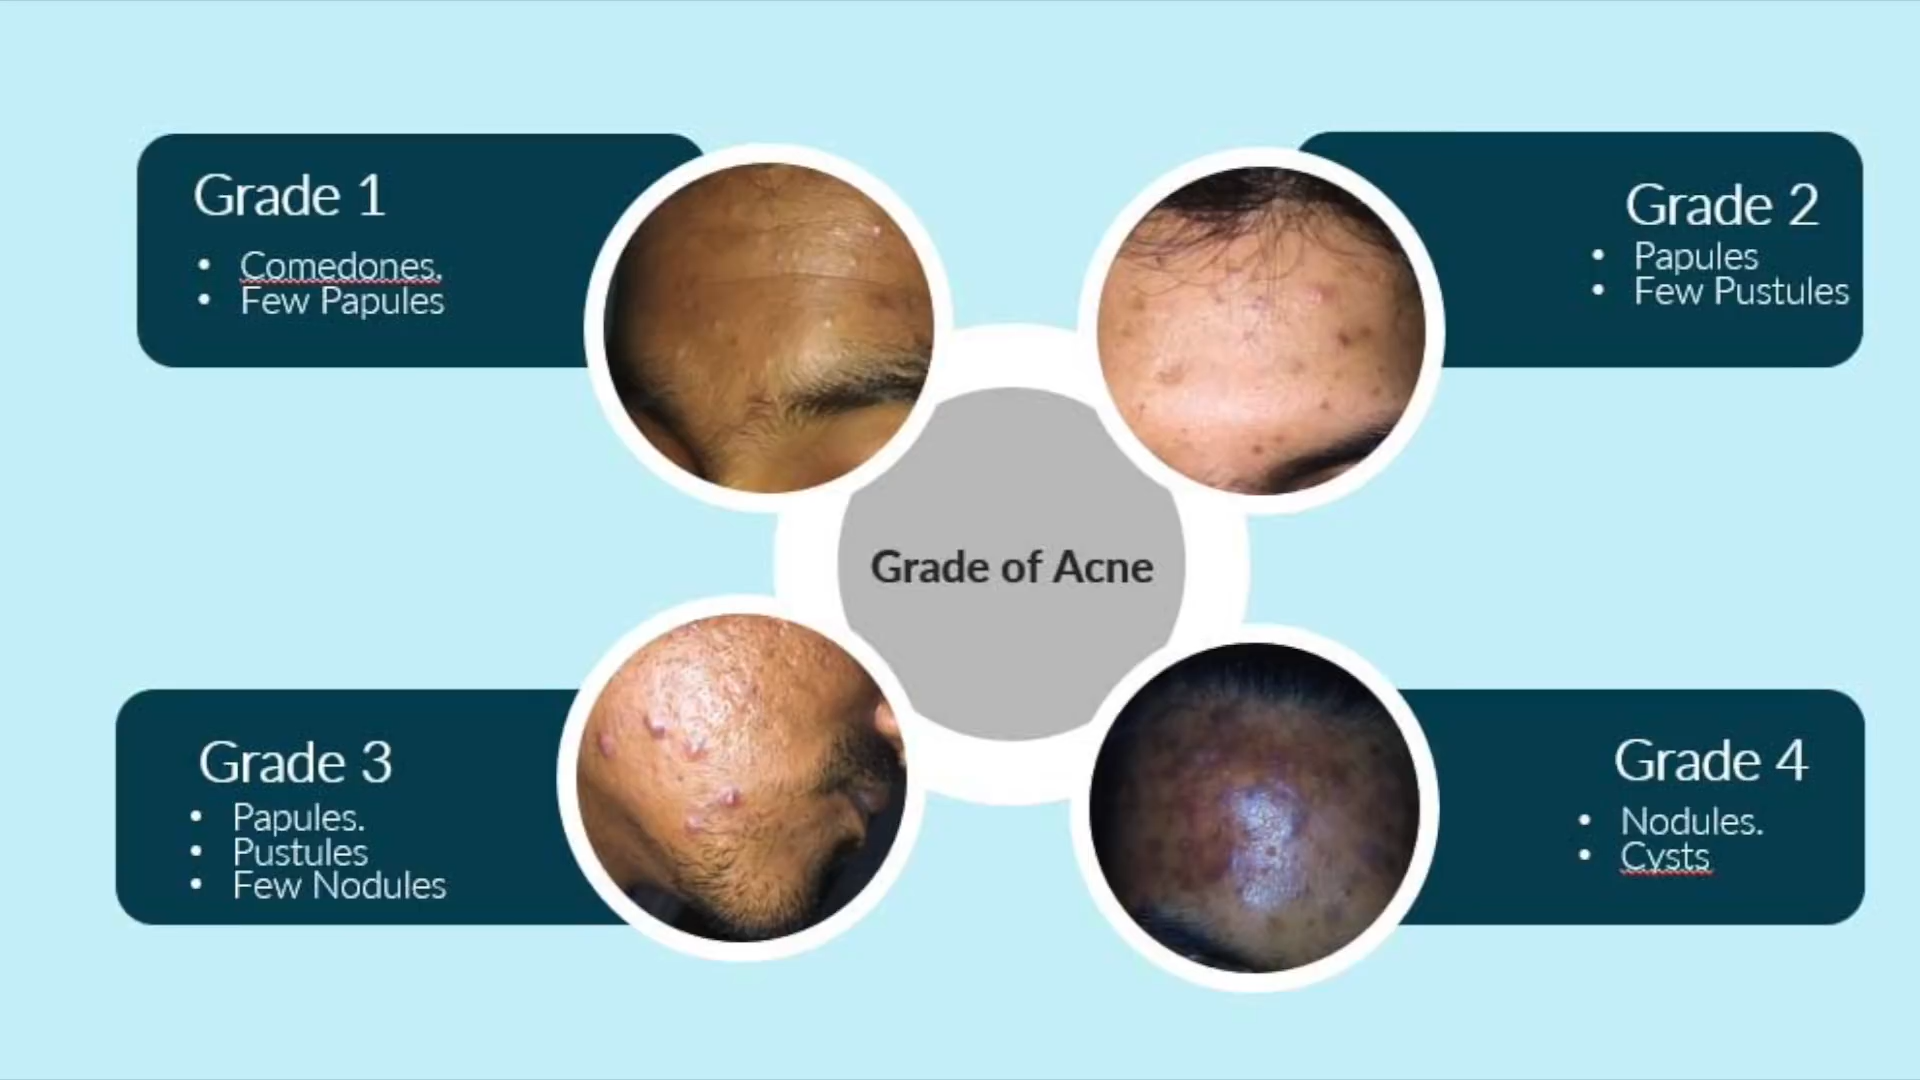 Grade 1
• Comedones.
• Few Papules
Grade 2
• Papules
• Few Pustules
Grade of Acne
Grade 3
• Papules.
• Pustules
• Few Nodules
Grade 4
• Nodules.
• Cysts